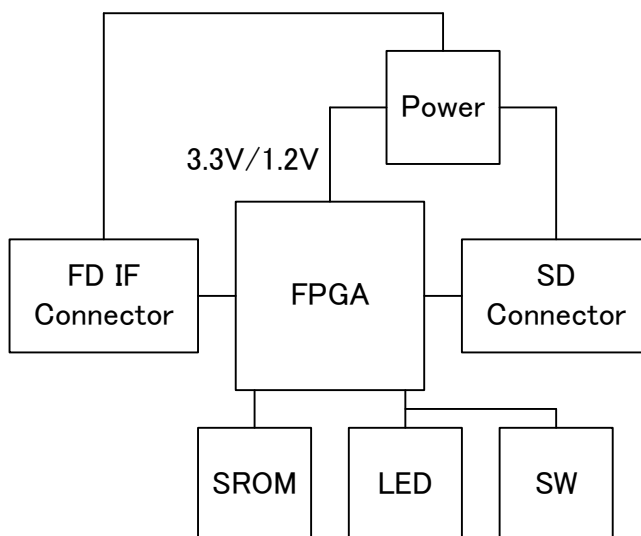 Power
3.3V/1.2V
FD IF
Connector
FPGA
SD
Connector
SROM
LED
SW